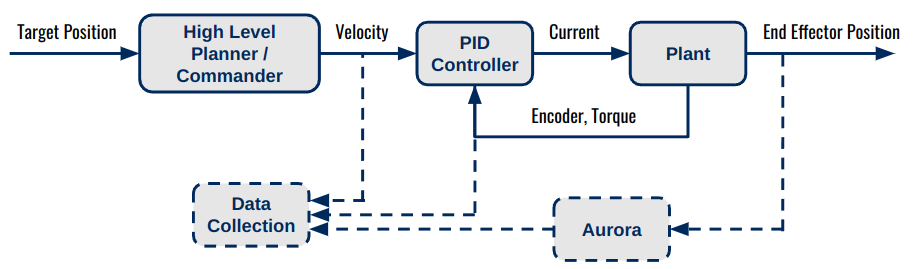 Target Position
High Level
Planner /
Commander
Velocity
PID
Controller
Current
Plant
End Effector Position
Encoder, Torque
Data
Collection
Aurora